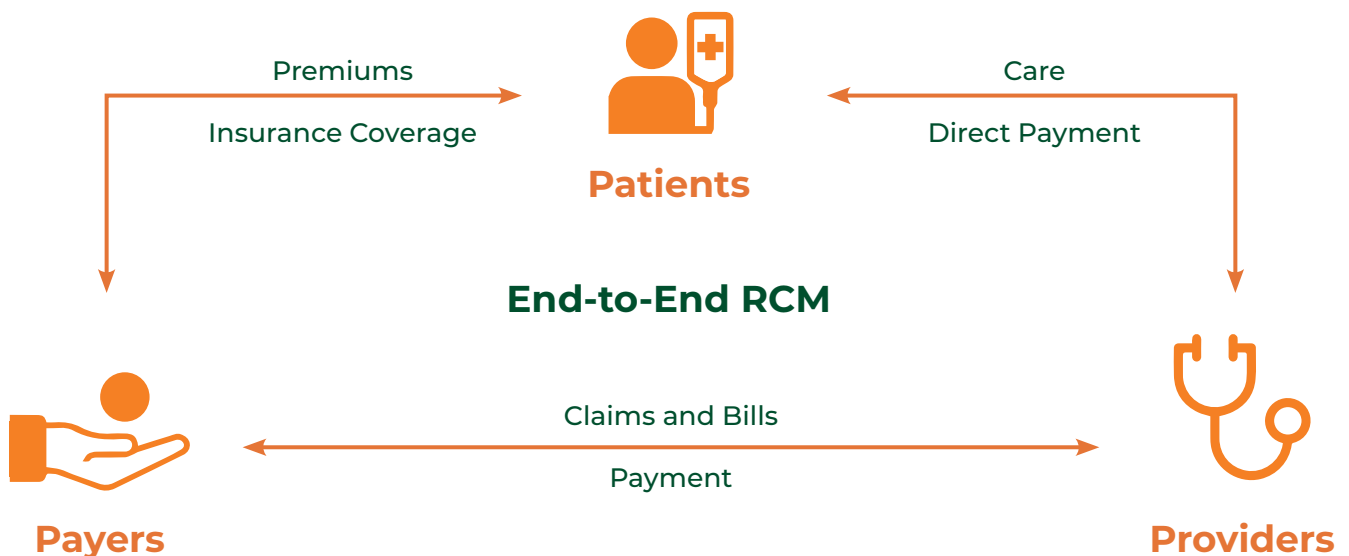 Premiums
Insurance Coverage
Care
Direct Payment
Patients
End-to-End RCM
Claims and Bills
Payment
Payers
Providers